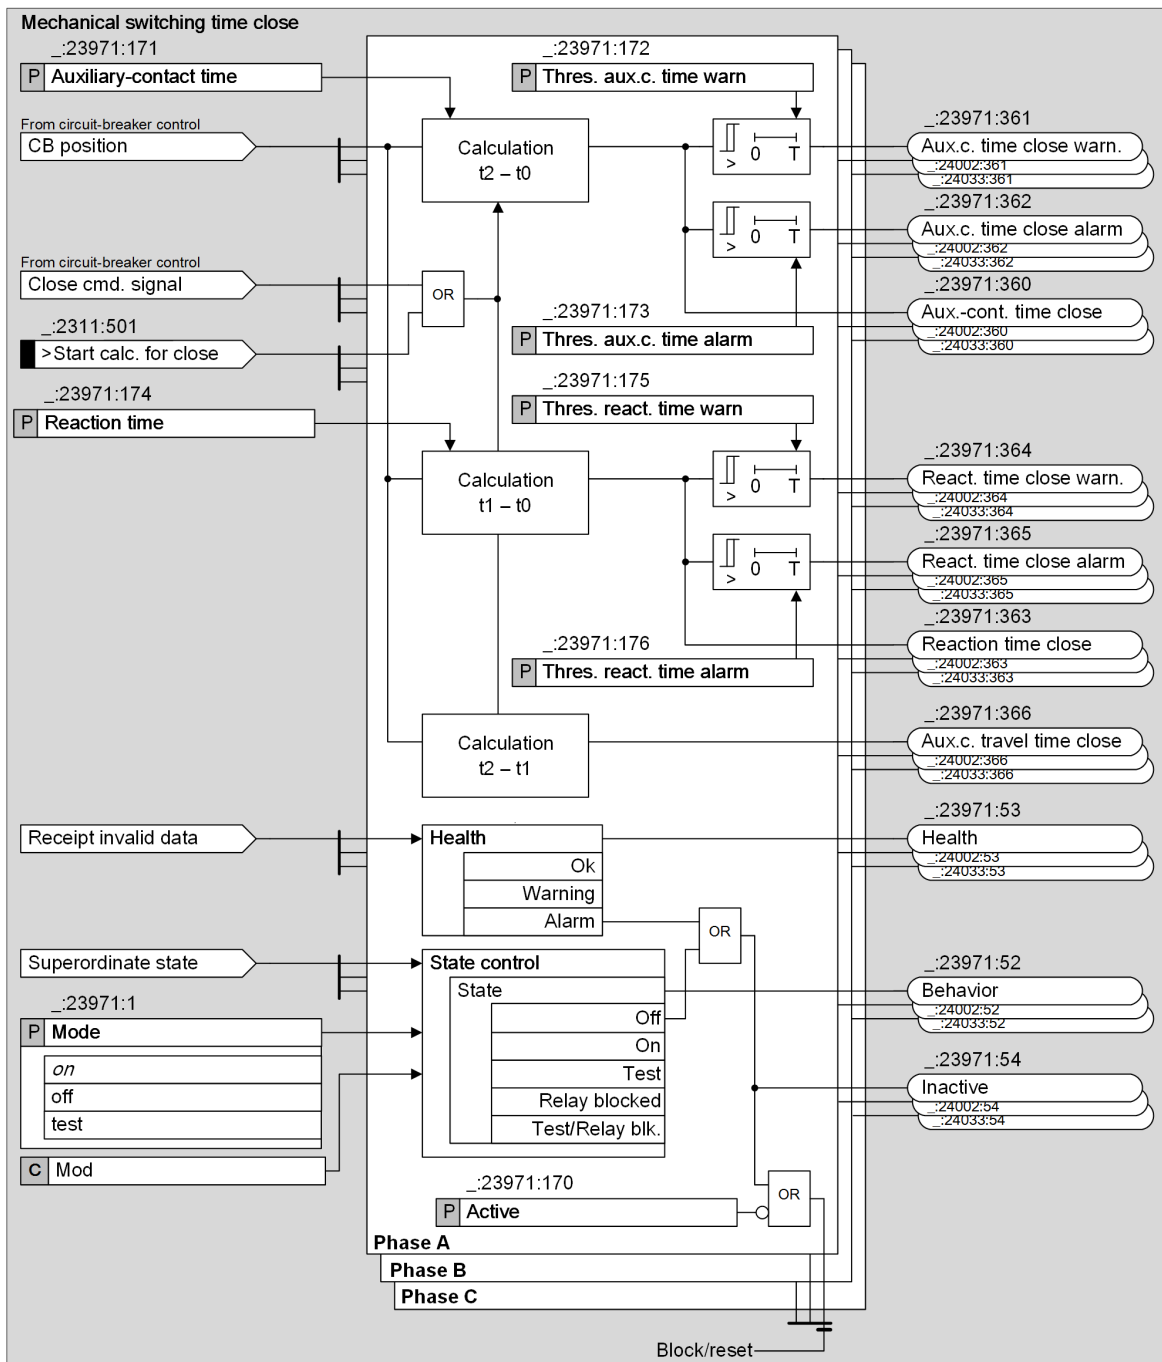 Mechanical switching time close
_:23971:171
P Auxiliary-contact time
_:23971:172
P Thres. aux.c. time warn
From circuit-breaker control
CB position
Calculation
t2 – t0
> 0 T
_:23971:361
Aux.c. time close warn.
_:24002:361
_:24033:361
> 0 T
_:23971:362
Aux.c. time close alarm
_:24002:362
_:24033:362
From circuit-breaker control
Close cmd. signal
OR
_:23971:360
Aux.-cont. time close
_:24002:360
_:24033:360
_:23971:173
P Thres. aux.c. time alarm
_:2311:501
>Start calc. for close
_:23971:174
P Reaction time
_:23971:175
P Thres. react. time warn
Calculation
t1 – t0
> 0 T
_:23971:364
React. time close warn.
_:24002:364
_:24033:364
> 0 T
_:23971:365
React. time close alarm
_:24002:365
_:24033:365
_:23971:363
Reaction time close
_:24002:363
_:24033:363
_:23971:176
P Thres. react. time alarm
Calculation
t2 – t1
_:23971:366
Aux.c. travel time close
_:24002:366
_:24033:366
Receipt invalid data
Health
Ok
Warning
Alarm
_:23971:53
Health
_:24002:53
_:24033:53
OR
Superordinate state
State control
State
Off
On
Test
Relay blocked
Test/Relay blk.
_:23971:52
Behavior
_:24002:52
_:24033:52
_:23971:1
P Mode
on
off
test
C Mod
_:23971:54
Inactive
_:24002:54
_:24033:54
_:23971:170
P Active
OR
Phase A
Phase B
Phase C
Block/reset